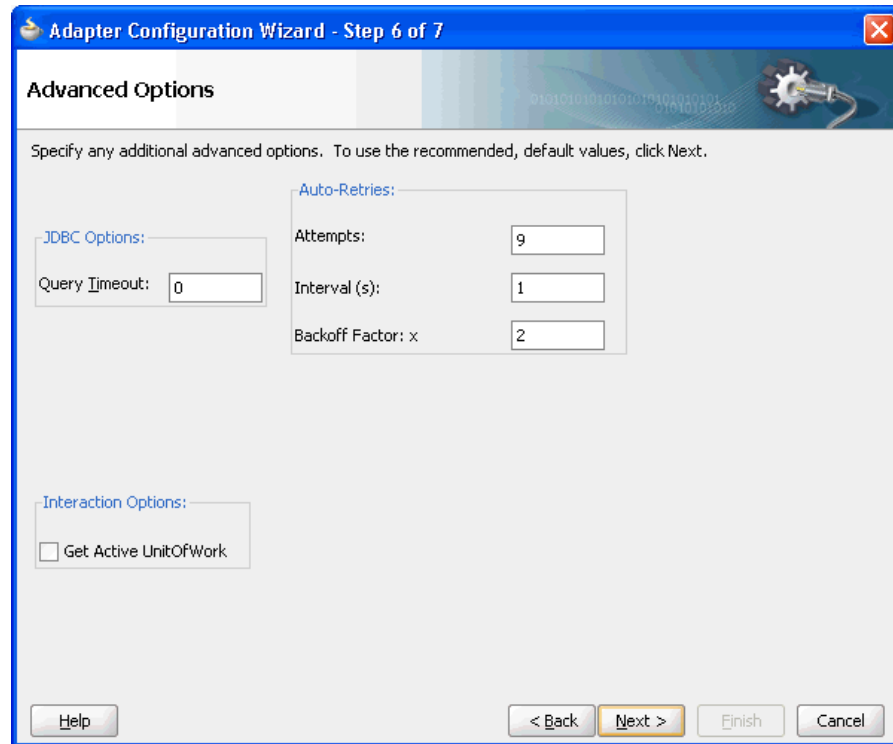 Adapter Configuration Wizard - Step 6 of 7
Advanced Options
Specify any additional advanced options. To use the recommended, default values, click Next.
Auto-Retries:
JDBC Options:
Attempts: 9
Query Timeout: 0
Interval (s): 1
Backoff Factor: x 2
Interaction Options:
Get Active UnitOfWork
Help < Back Next > Finish Cancel